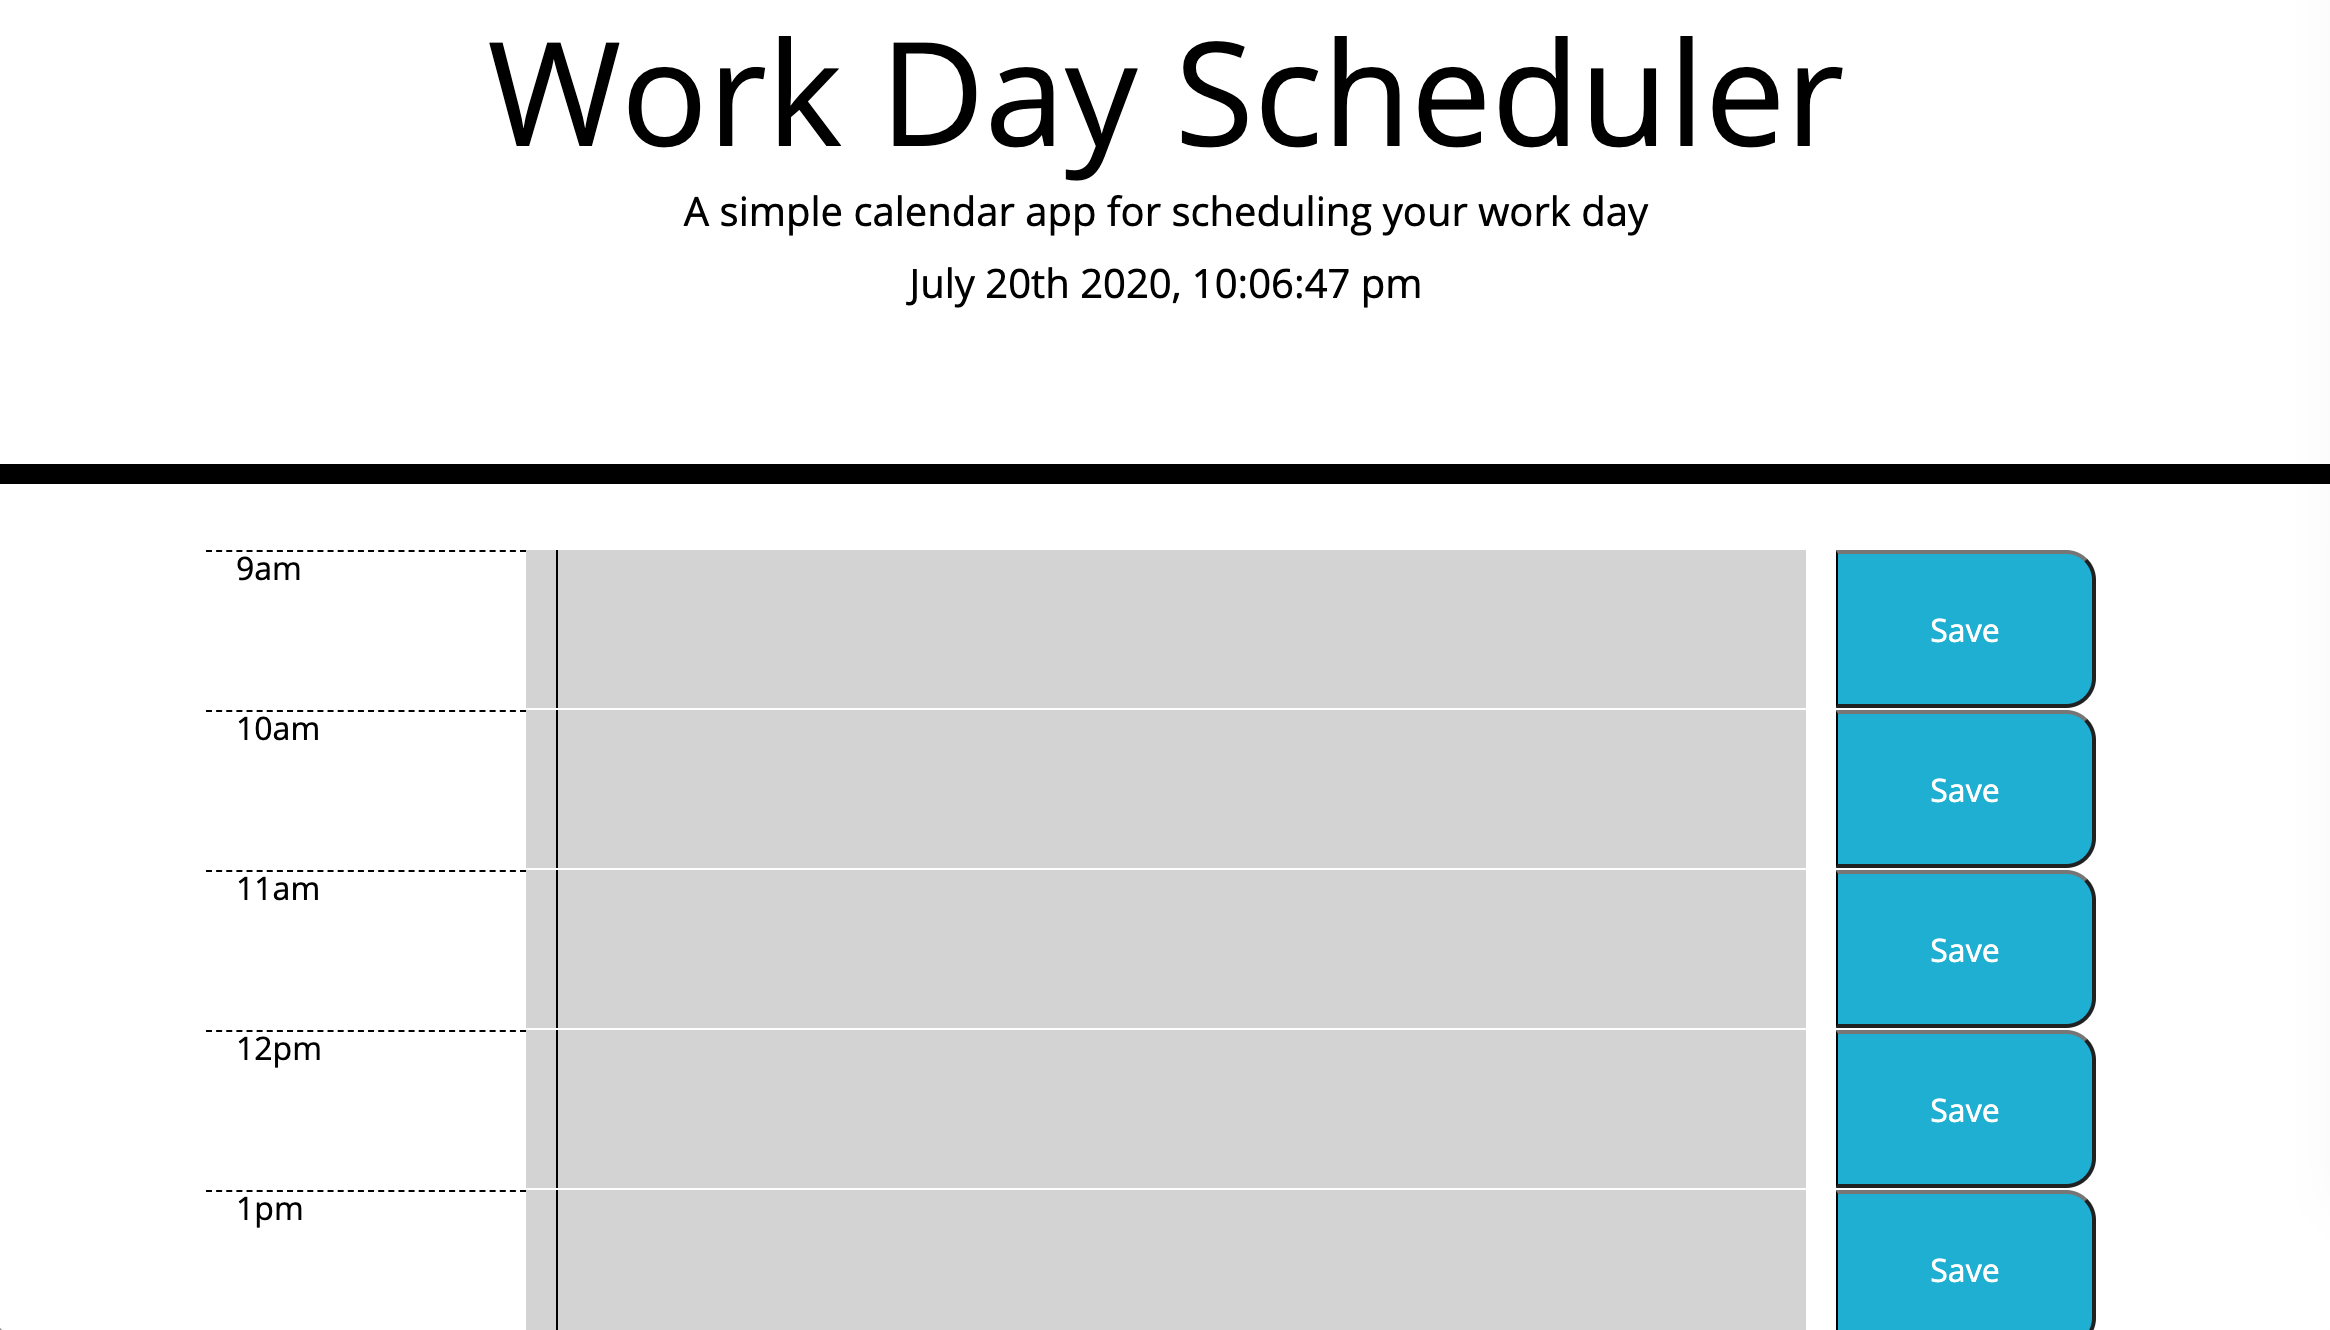 Work Day Scheduler
A simple calendar app for scheduling your work day
July 20th 2020, 10:06:47 pm
9am
Save
10am
Save
11am
Save
12pm
Save
1pm
Save